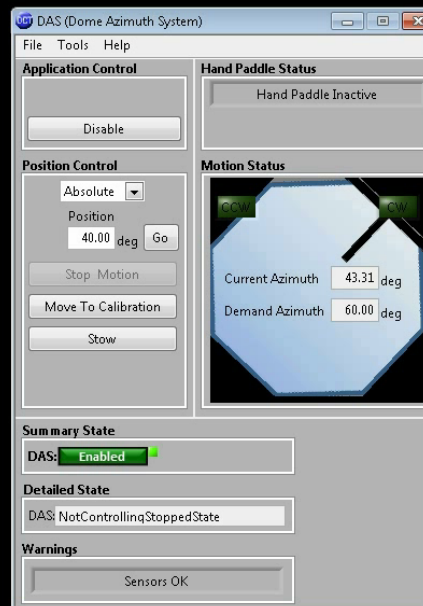 DCT DAS (Dome Azimuth System)
File Tools Help
Application Control
Disable
Hand Paddle Status
Hand Paddle Inactive
Position Control
Absolute
Position
40.00 deg Go
Stop Motion
Move To Calibration
Stow
Motion Status
CCW CW
Current Azimuth 43.31 deg
Demand Azimuth 60.00 deg
Summary State
DAS: Enabled
Detailed State
DAS: NotControllingStoppedState
Warnings
Sensors OK